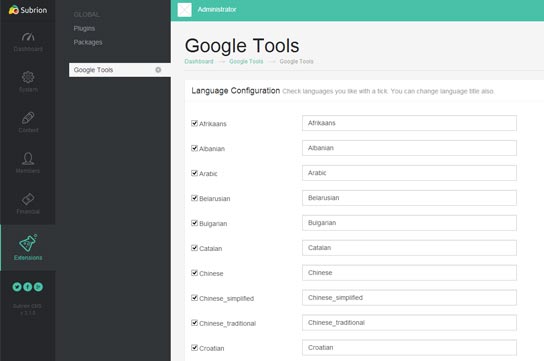 Subrion
Dashboard
System
Content
Members
Financial
Extensions
Subrion CMS
v 3.1.0
GLOBAL
Plugins
Packages
Google Tools
Administrator
Google Tools
Dashboard → Google Tools → Google Tools
Language Configuration Check languages you like with a tick. You can change language title also.
Afrikaans Afrikaans
Albanian Albanian
Arabic Arabic
Belarusian Belarusian
Bulgarian Bulgarian
Catalan Catalan
Chinese Chinese
Chinese_simplified Chinese_simplified
Chinese_traditional Chinese_traditional
Croatian Croatian